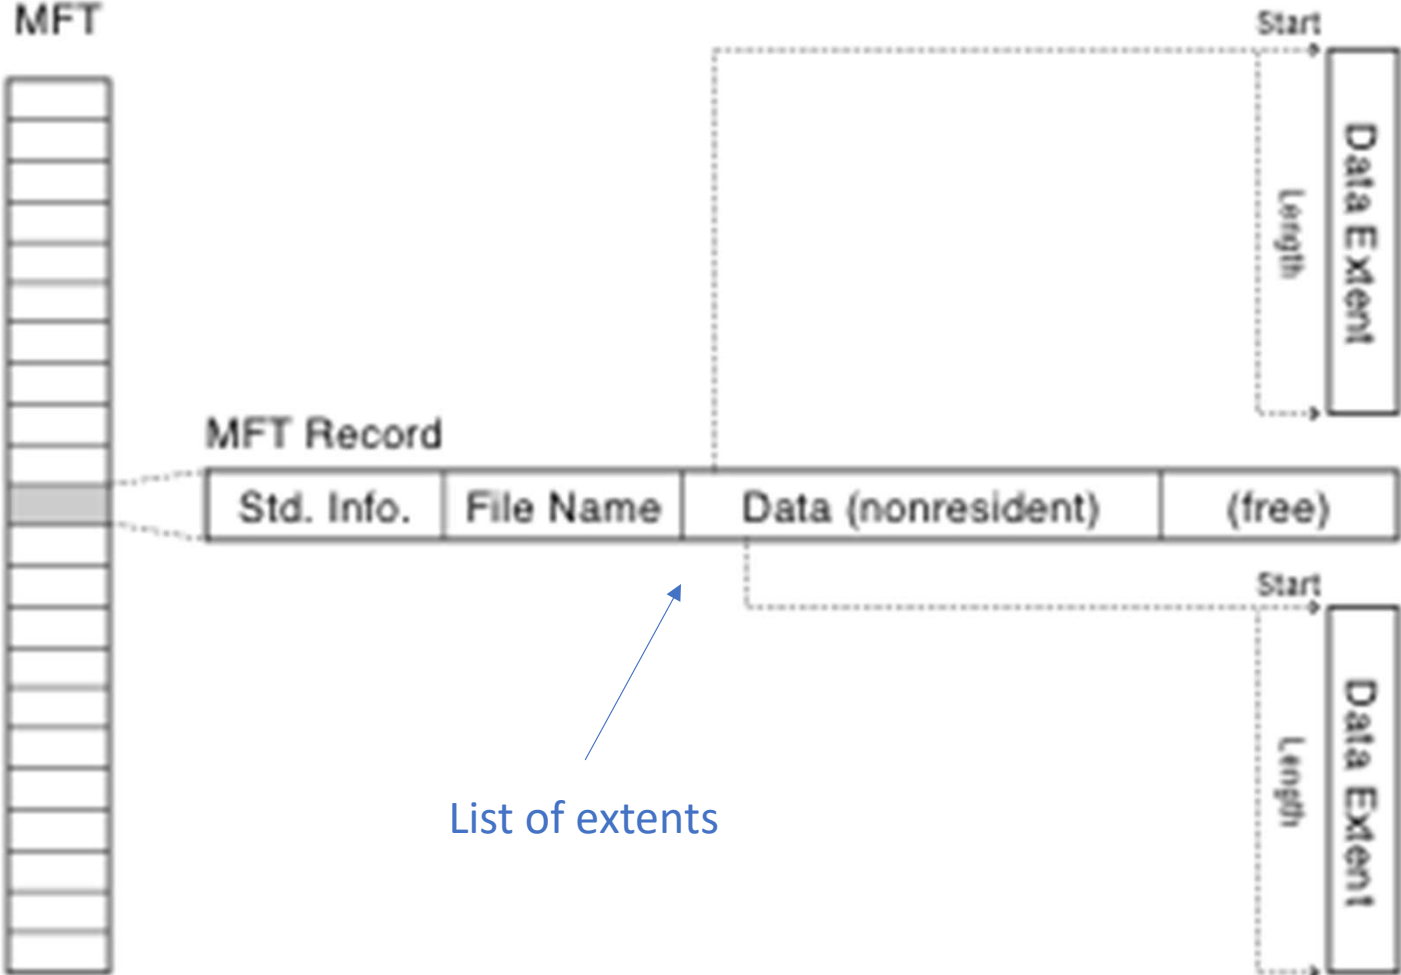 MFT
Start
Data Extent
Length
MFT Record
Std. Info.
File Name
Data (nonresident)
(free)
Start
Data Extent
Length
List of extents